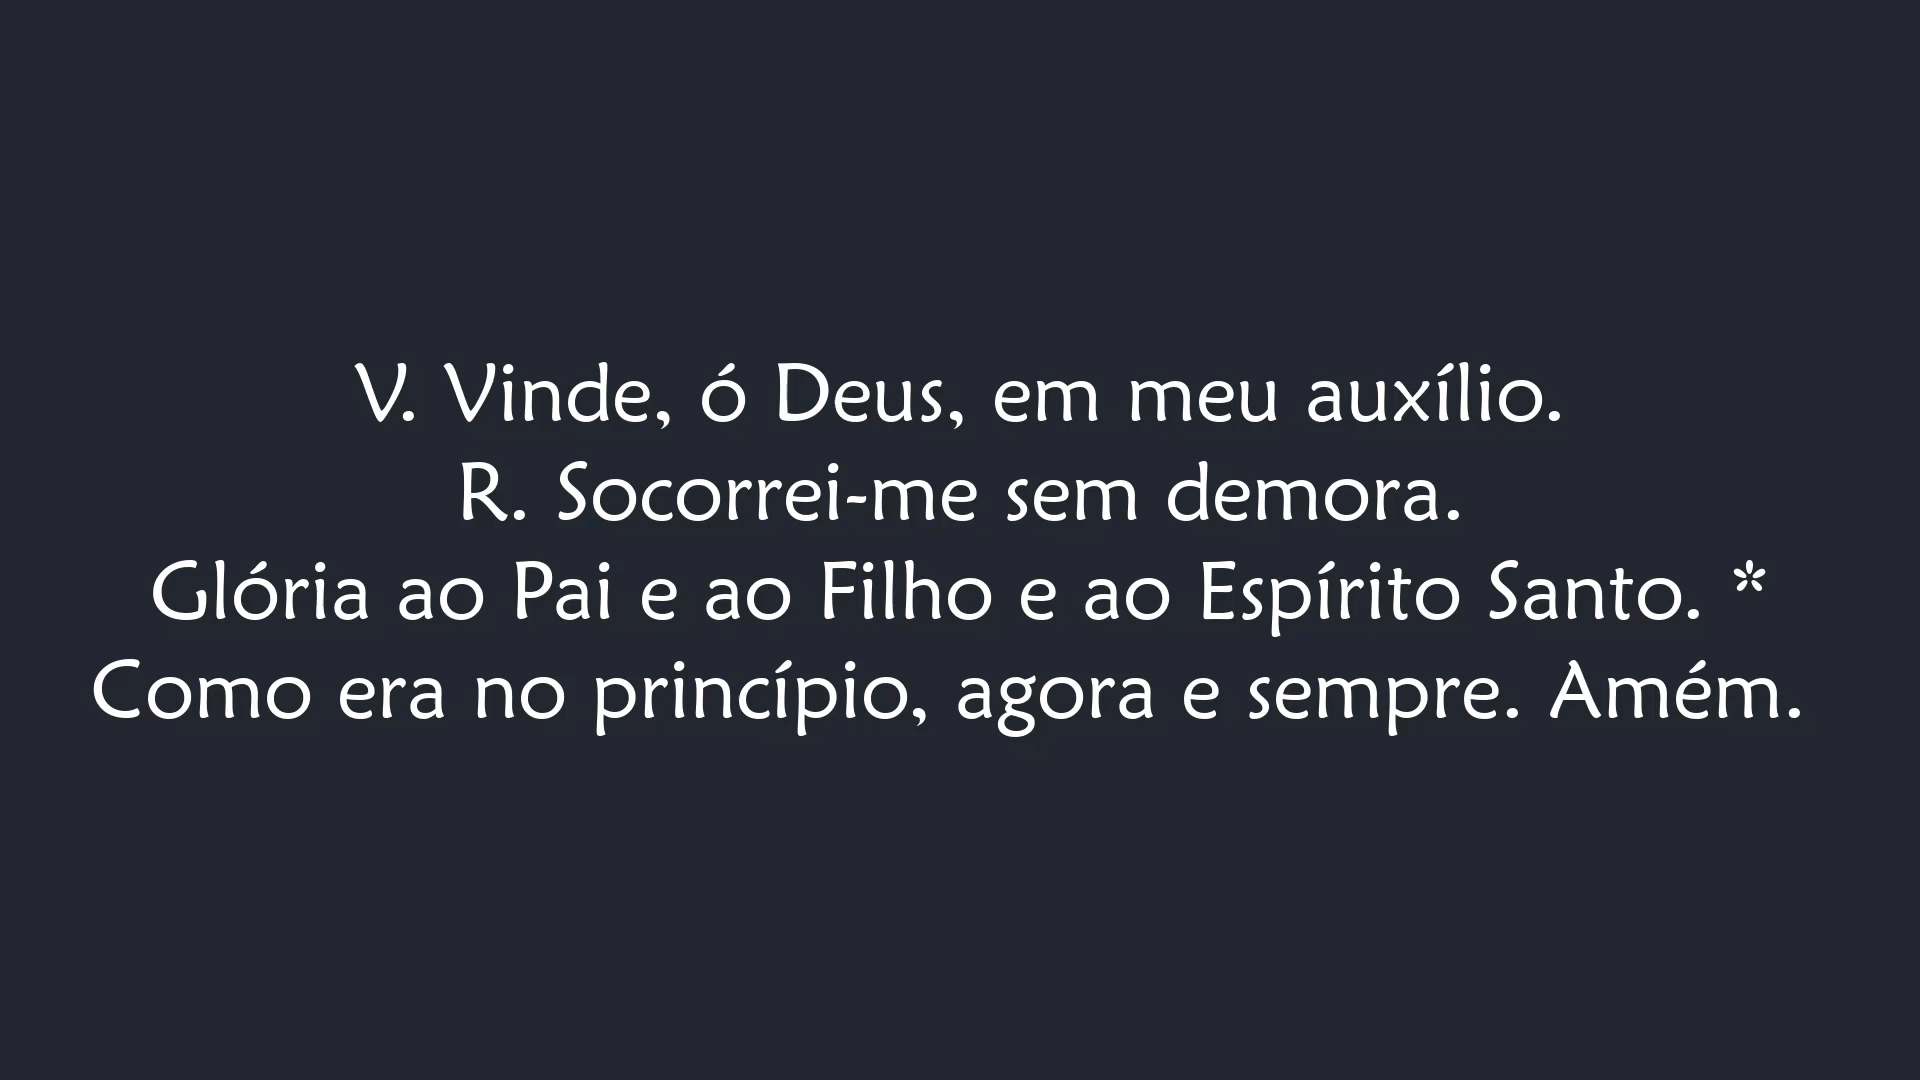 V. Vinde, ó Deus, em meu auxílio.
R. Socorrei-me sem demora.
Glória ao Pai e ao Filho e ao Espírito Santo. *
Como era no princípio, agora e sempre. Amém.